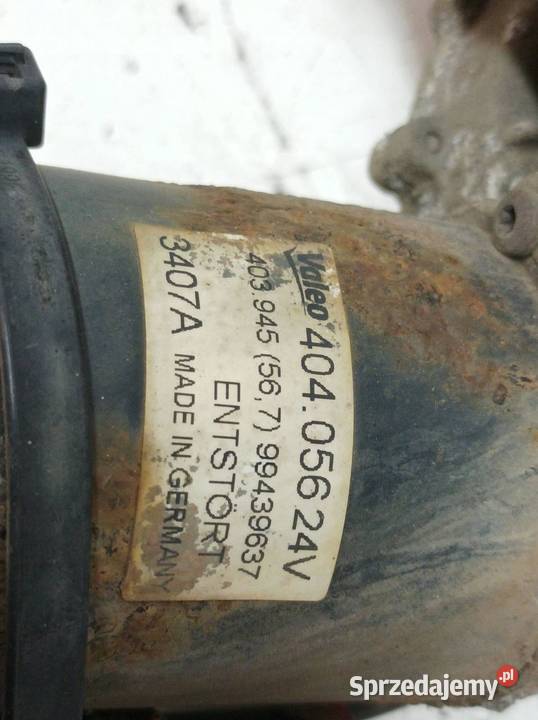 Valeo 404.056 24V
403.945 (56,7) 99439637
ENTSTÖRT
3407A MADE IN GERMANY
Sprzedajemy.pl